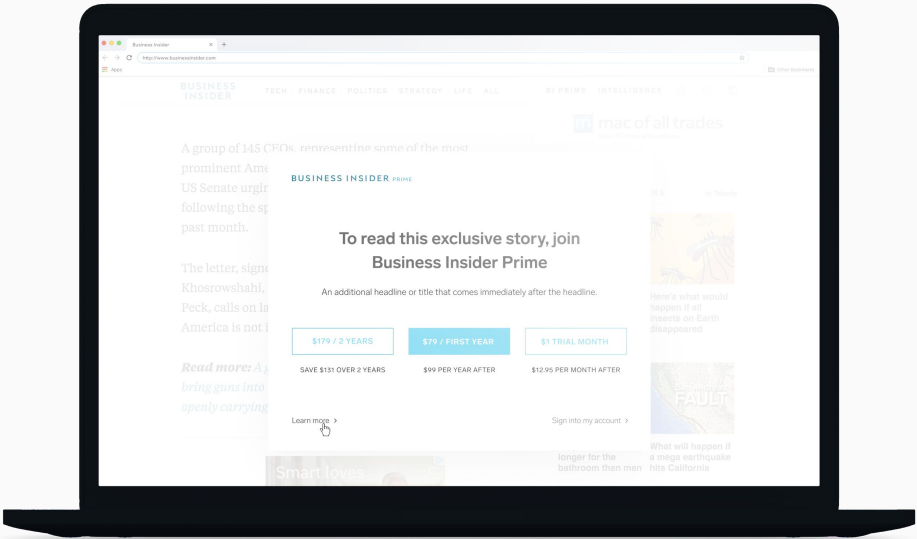 Business Insider
http://www.businessinsider.com
Apps
Other Bookmarks
BUSINESS
INSIDER
TECH FINANCE POLITICS STRATEGY LIFE ALL
BI PRIME INTELLIGENCE
m mac of all trades
A group of 145 CEOs, representing some of the most
prominent Ame
US Senate urgin
following the sp
past month.
The letter, signe
Khosrowshahi,
Peck, calls on la
America is not i
Read more: A g
bring guns into
openly carrying
BUSINESS INSIDER PRIME
To read this exclusive story, join
Business Insider Prime
An additional headline or title that comes immediately after the headline.
$179 / 2 YEARS
SAVE $131 OVER 2 YEARS
$79 / FIRST YEAR
$99 PER YEAR AFTER
$1 TRIAL MONTH
$12.95 PER MONTH AFTER
Learn more >
Sign into my account >
by Taboola
Here's what would
happen if all
insects on Earth
disappeared
FAULT
longer for the
bathroom than men
What will happen if
a mega earthquake
hits California
Smart loves